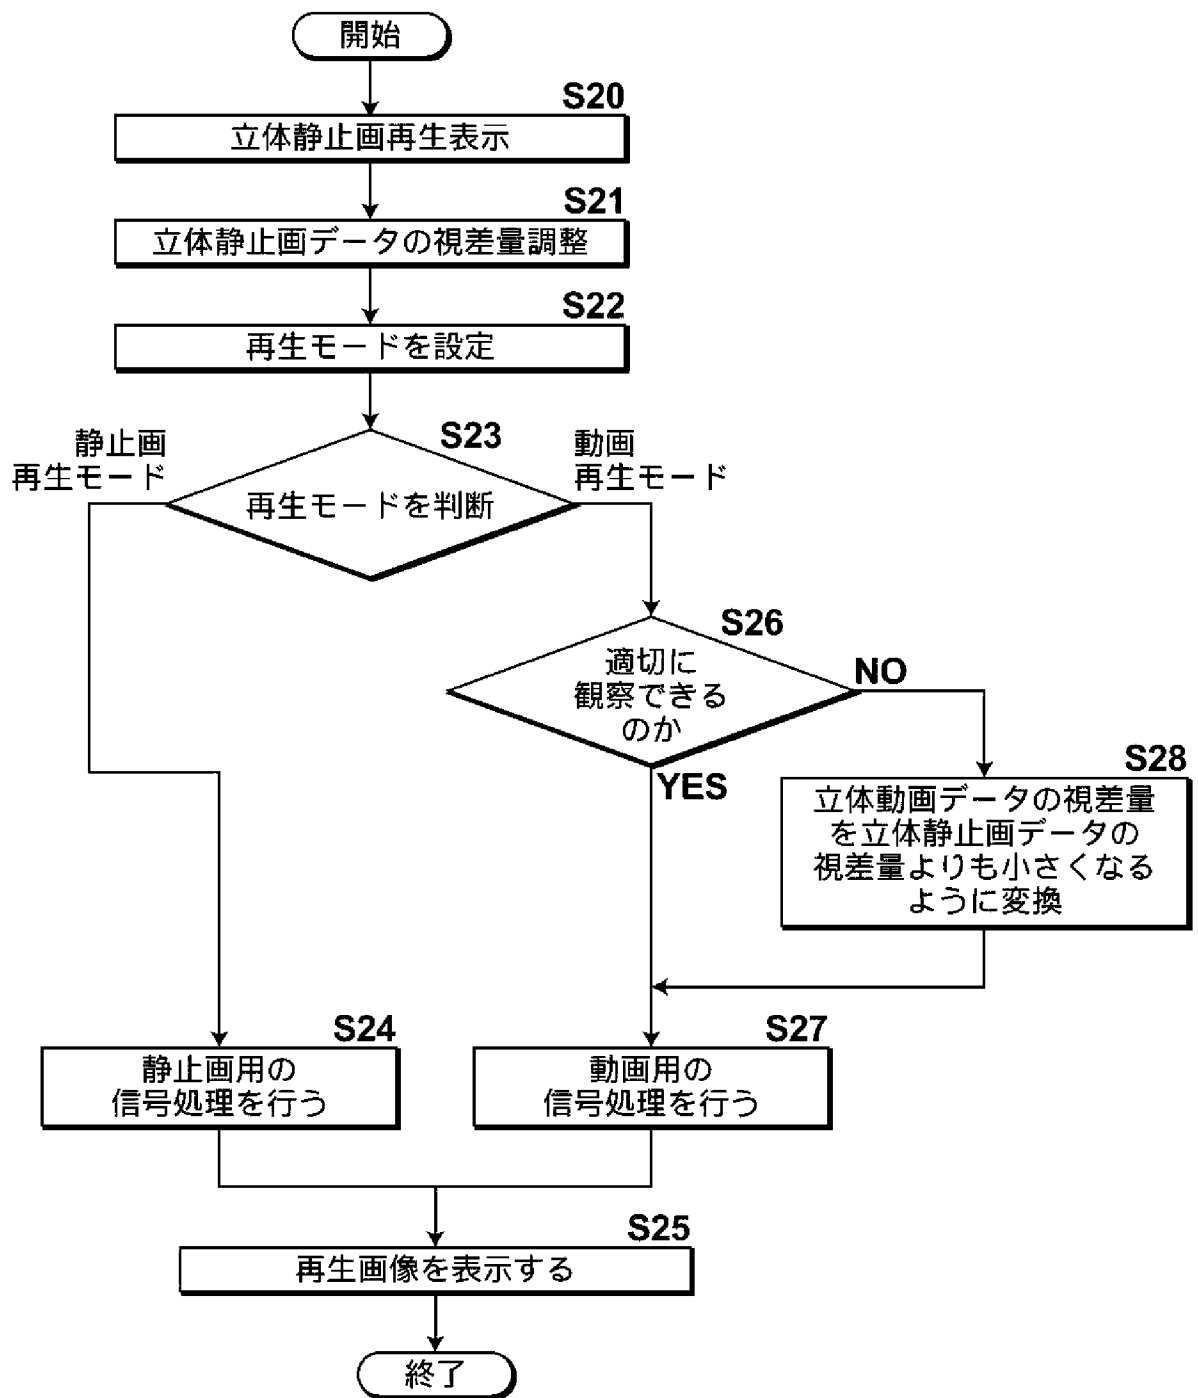 開始
S20
立体静止画再生表示
S21
立体静止画データの視差量調整
S22
再生モードを設定
S23
静止画
再生モード
動画
再生モード
再生モードを判断
S26
適切に
観察できる
のか
NO
YES
S28
立体動画データの視差量
を立体静止画データの
視差量よりも小さくなる
ように変換
S24
静止画用の
信号処理を行う
S27
動画用の
信号処理を行う
S25
再生画像を表示する
終了